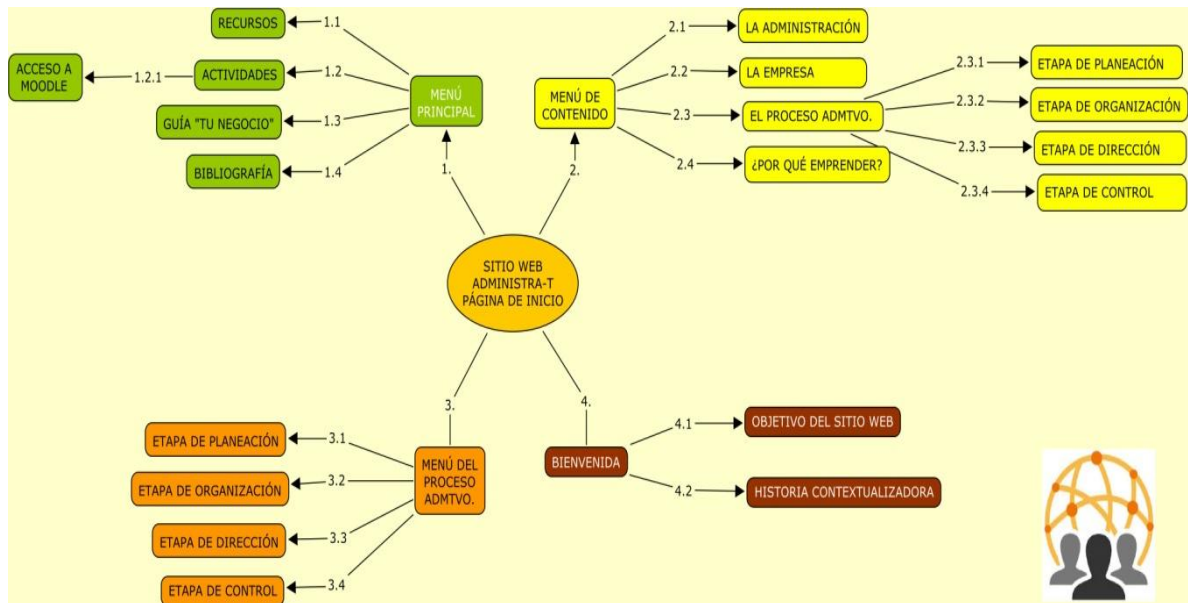 SITIO WEB
ADMINISTRA-T
PÁGINA DE INICIO
1.
MENÚ
PRINCIPAL
1.1
RECURSOS
1.2
ACTIVIDADES
1.2.1
ACCESO A
MOODLE
1.3
GUÍA "TU NEGOCIO"
1.4
BIBLIOGRAFÍA
2.
MENÚ DE
CONTENIDO
2.1
LA ADMINISTRACIÓN
2.2
LA EMPRESA
2.3
EL PROCESO ADMTVO.
2.3.1
ETAPA DE PLANEACIÓN
2.3.2
ETAPA DE ORGANIZACIÓN
2.3.3
ETAPA DE DIRECCIÓN
2.3.4
ETAPA DE CONTROL
2.4
¿POR QUÉ EMPRENDER?
3.
MENÚ DEL
PROCESO
ADMTVO.
3.1
ETAPA DE PLANEACIÓN
3.2
ETAPA DE ORGANIZACIÓN
3.3
ETAPA DE DIRECCIÓN
3.4
ETAPA DE CONTROL
4.
BIENVENIDA
4.1
OBJETIVO DEL SITIO WEB
4.2
HISTORIA CONTEXTUALIZADORA